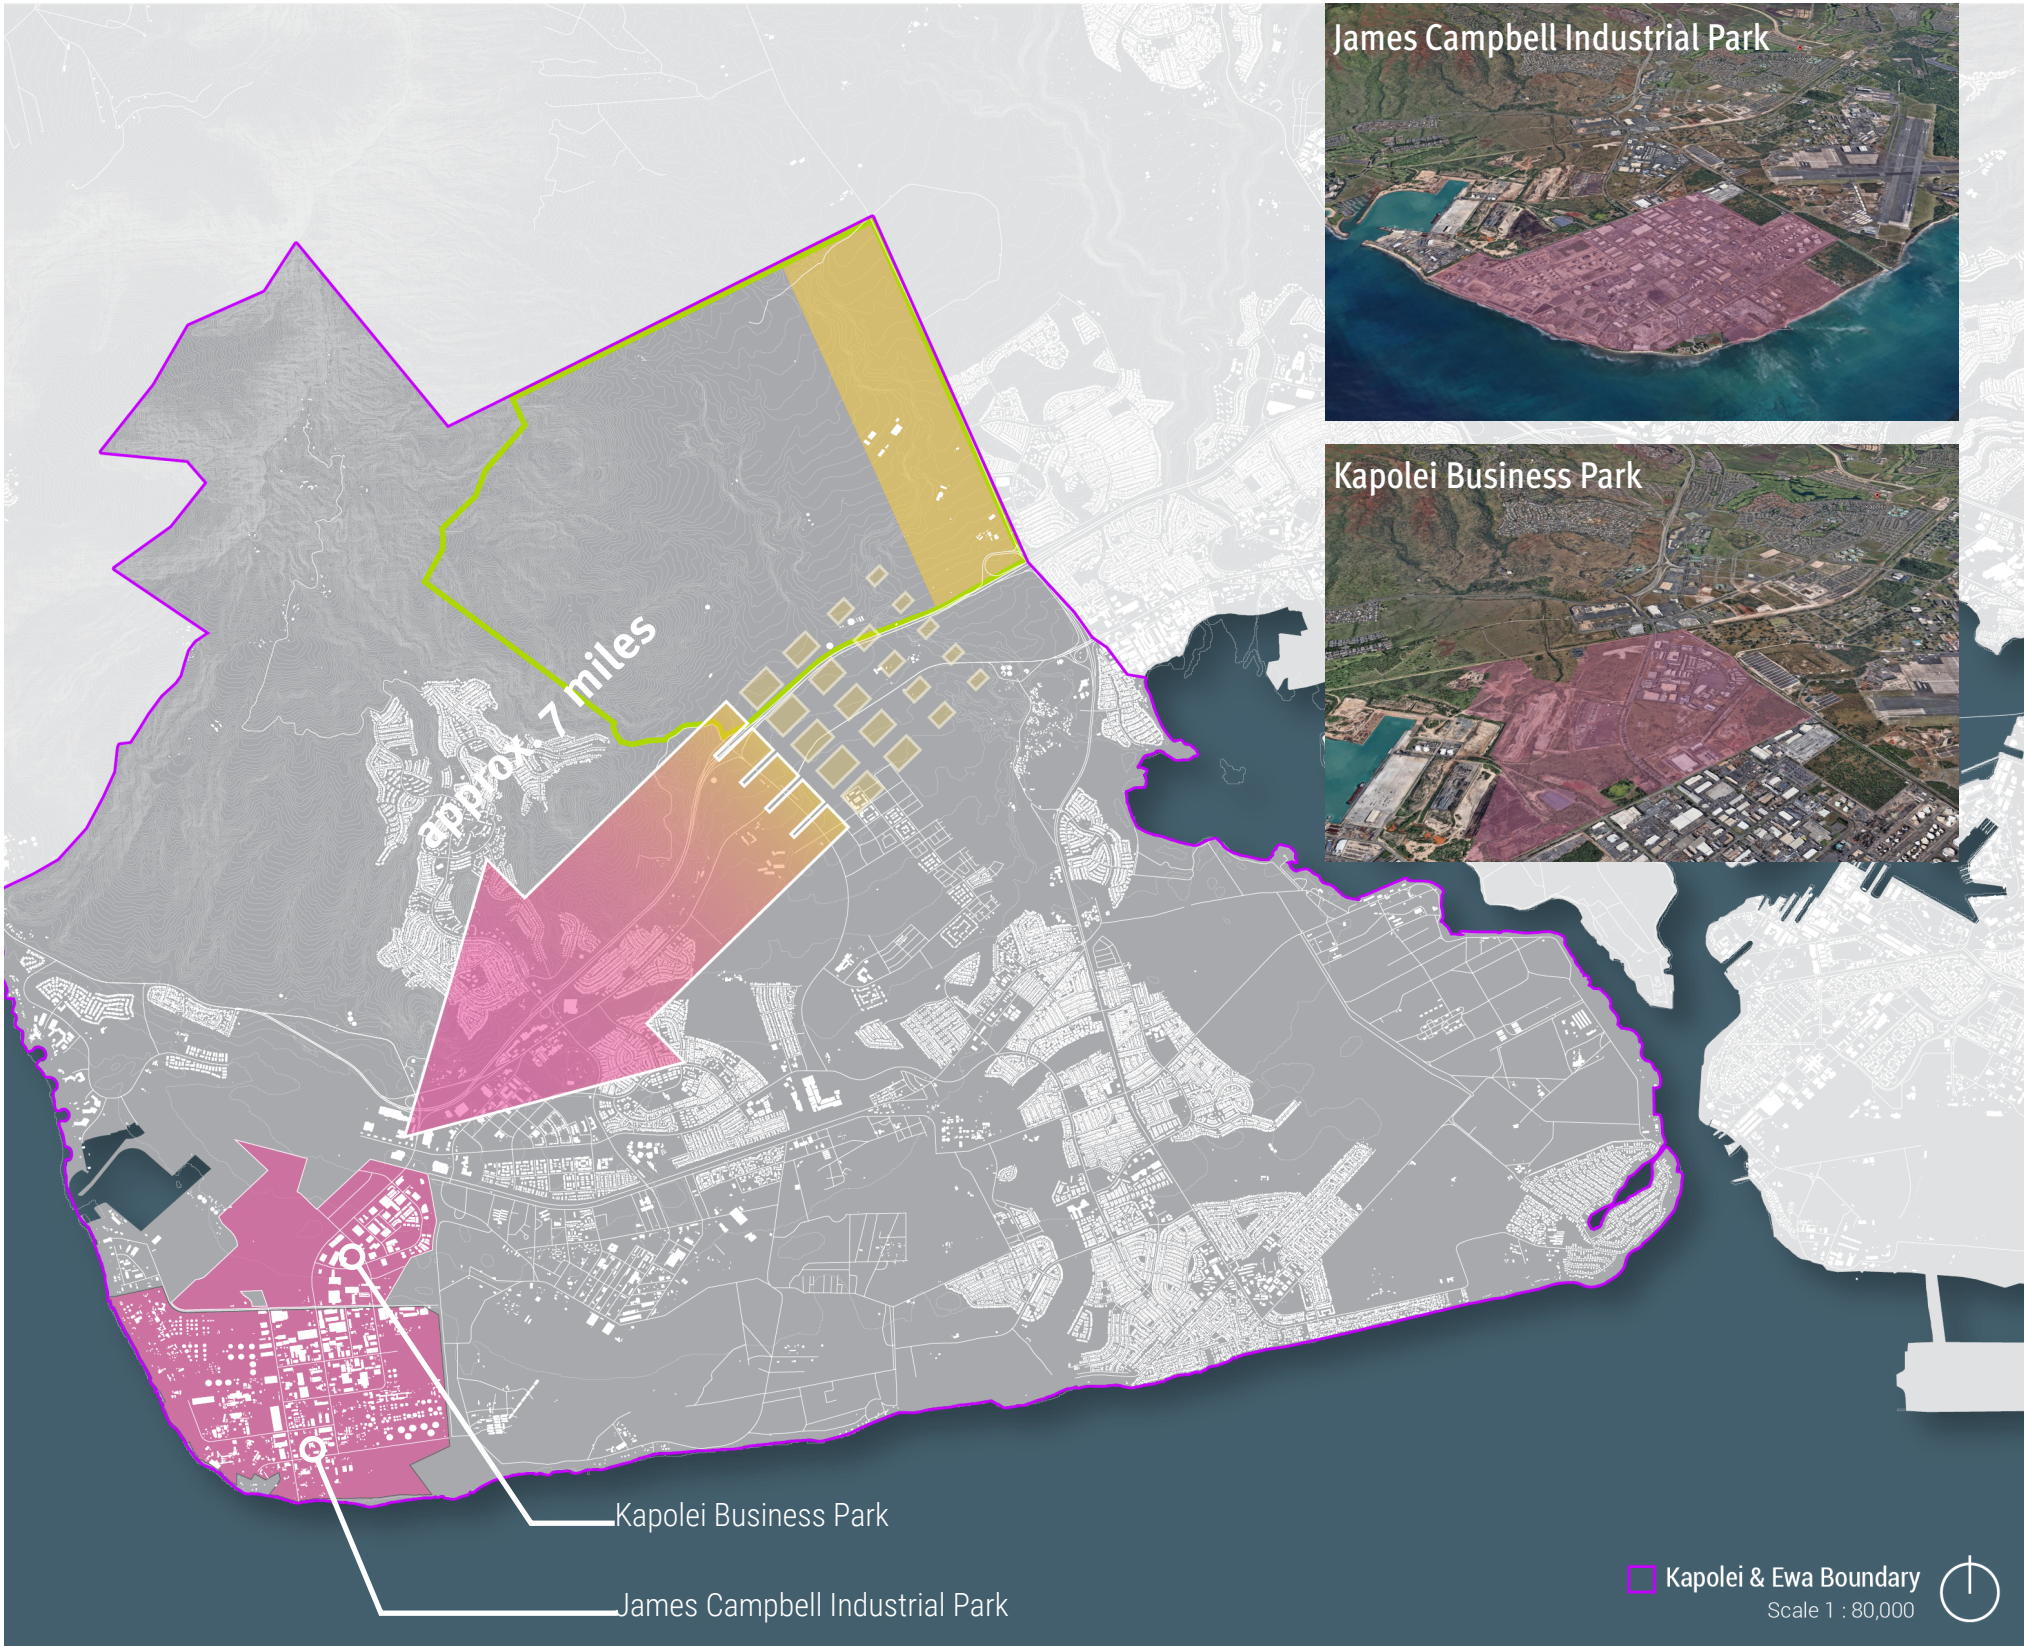 James Campbell Industrial Park
Kapolei Business Park
approx. 7 miles
Kapolei Business Park
James Campbell Industrial Park
Kapolei & Ewa Boundary
Scale 1 : 80,000